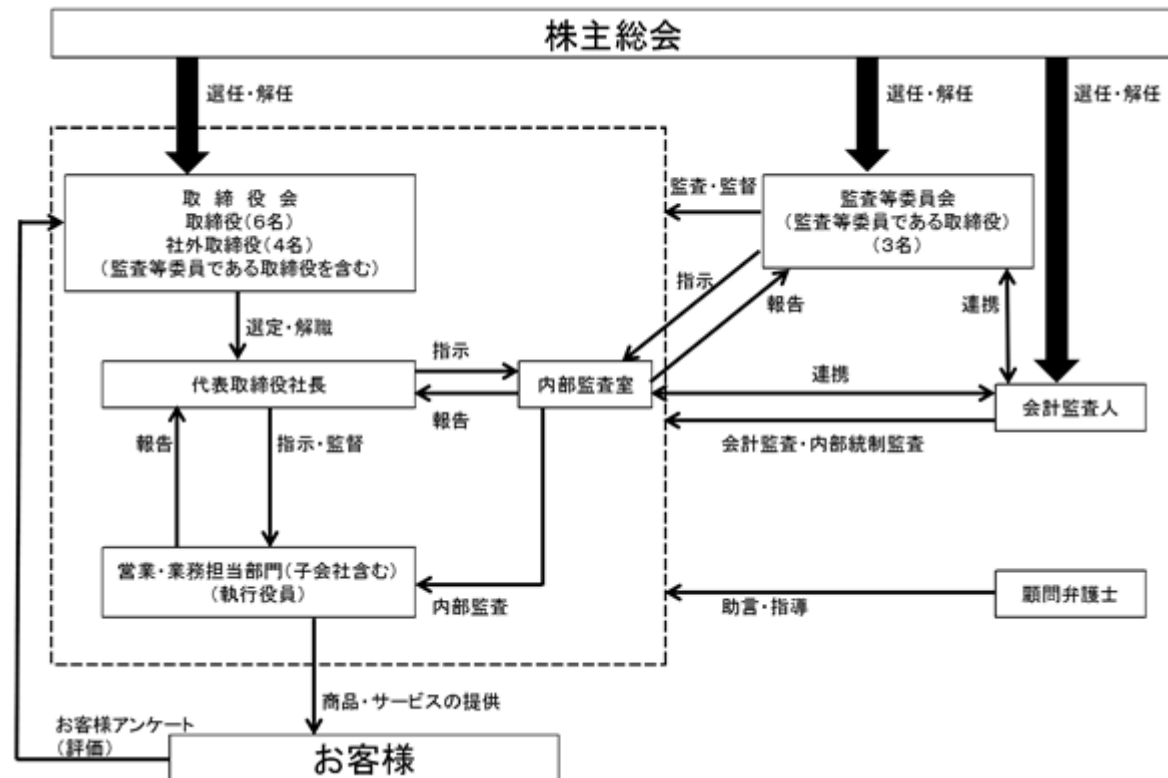 株主総会
選任・解任
選任・解任
選任・解任
取締役会
取締役(6名)
社外取締役(4名)
(監査等委員である取締役を含む)
監査・監督
監査等委員会
(監査等委員である取締役)
(3名)
指示
報告
連携
選定・解職
代表取締役社長
指示
報告
内部監査室
連携
会計監査・内部統制監査
会計監査人
報告
指示・監督
営業・業務担当部門(子会社含む)
(執行役員)
内部監査
助言・指導
顧問弁護士
商品・サービスの提供
お客様アンケート
(評価)
お客様